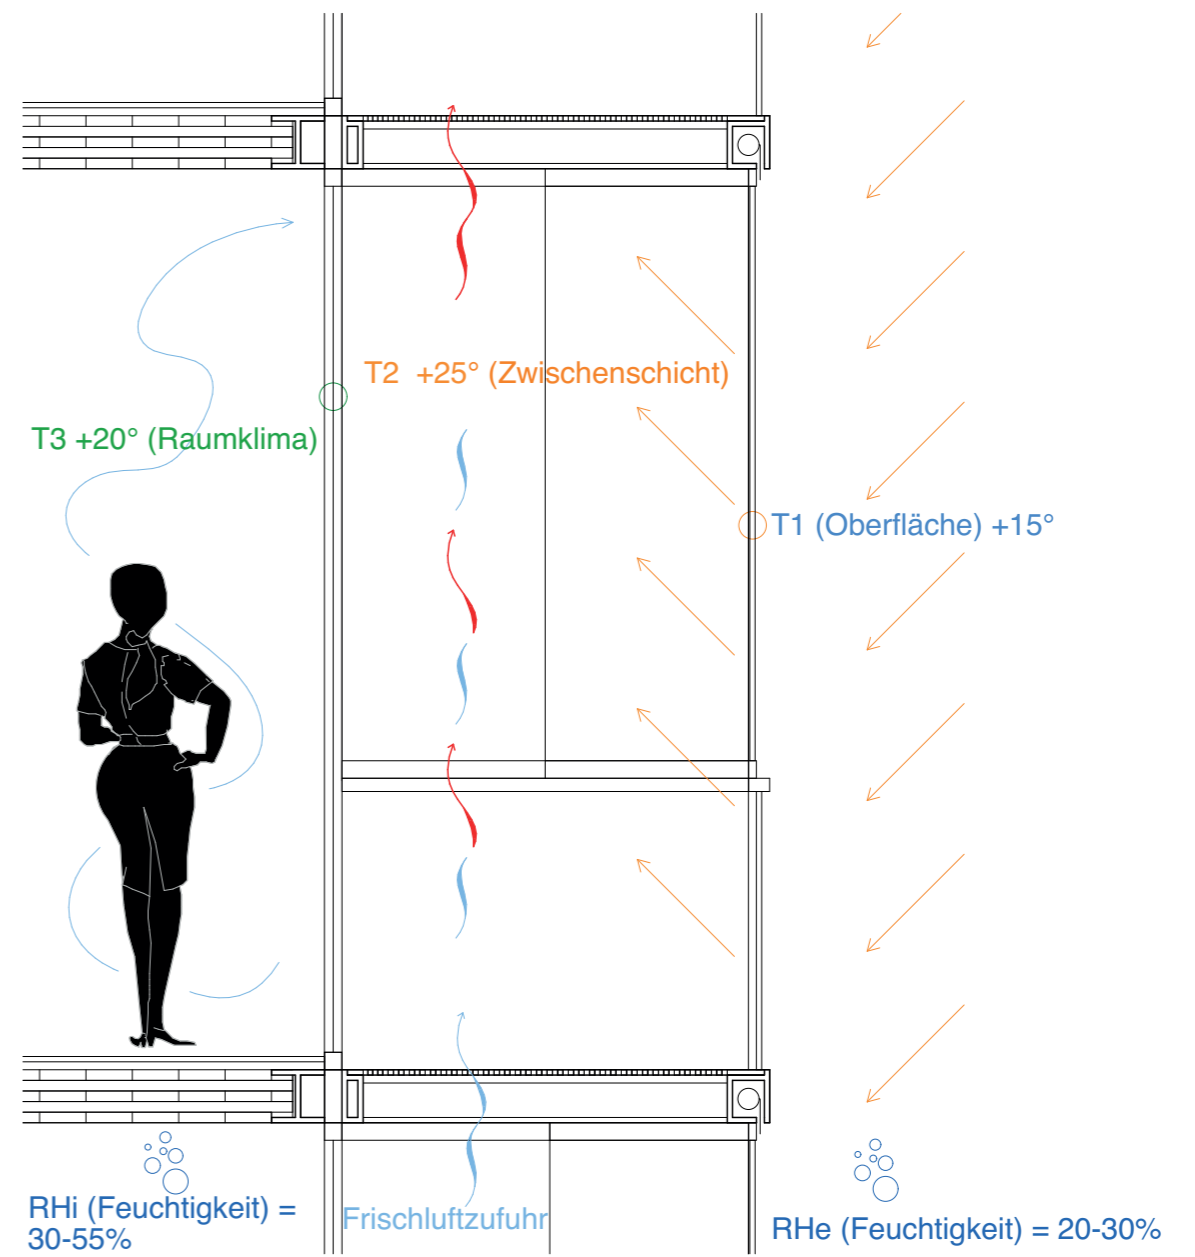 T2 +25° (Zwischenschicht)
T3 +20° (Raumklima)
T1 (Oberfläche) +15°
RHi (Feuchtigkeit) =
30-55%
Frischluftzufuhr
RHe (Feuchtigkeit) = 20-30%